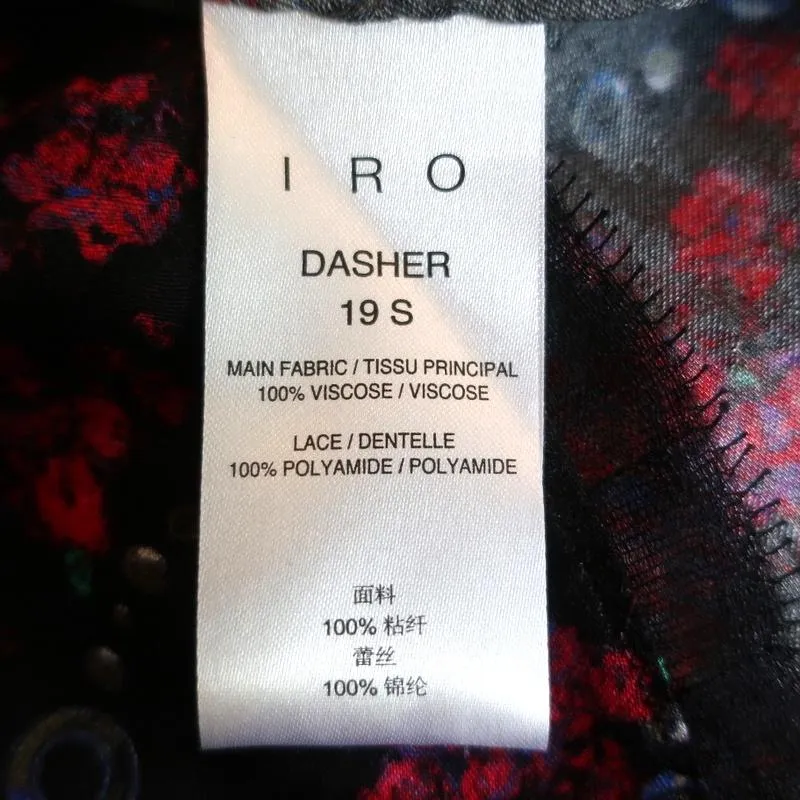 IRO
DASHER
19 S
MAIN FABRIC / TISSU PRINCIPAL
100% VISCOSE / VISCOSE
LACE / DENTELLE
100% POLYAMIDE / POLYAMIDE
面料
100% 粘纤
蕾丝
100% 锦纶